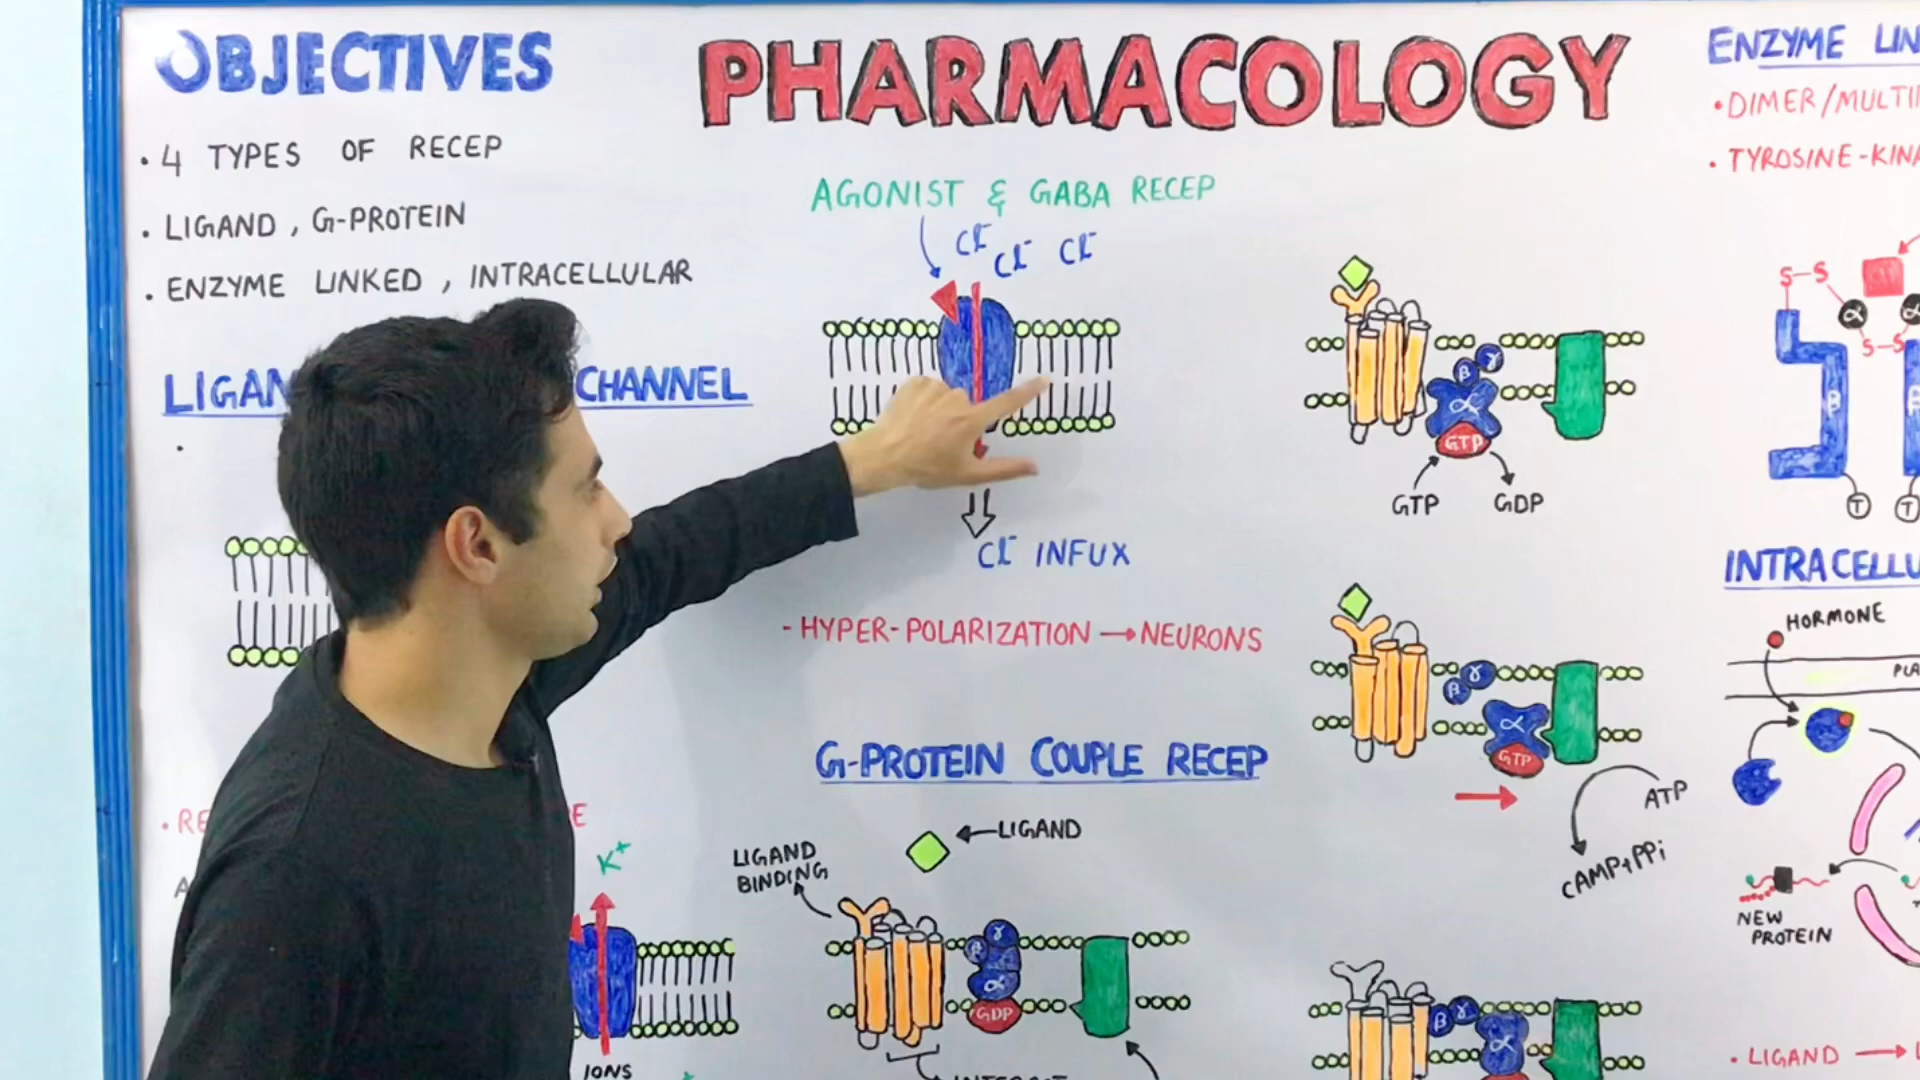 OBJECTIVES
• 4 TYPES OF RECEP
• LIGAND, G-PROTEIN
• ENZYME LINKED, INTRACELLULAR
CHANNEL
K+
IONS
PHARMACOLOGY
AGONIST & GABA RECEP
Cl- Cl- Cl-
Cl- INFUX
- HYPER-POLARIZATION → NEURONS
G-PROTEIN COUPLE RECEP
LIGAND
LIGAND
BINDING
γ
β
α
GDP
γ
β
α
GTP
GTP GDP
γ
β
α
GTP
ATP
cAMP+PPi
β γ
α
ENZYME
• DIMER/
• TYROSINE-
S-S
α α
S-S
β β
T T
HORMONE
NEW
PROTEIN
• LIGAND →